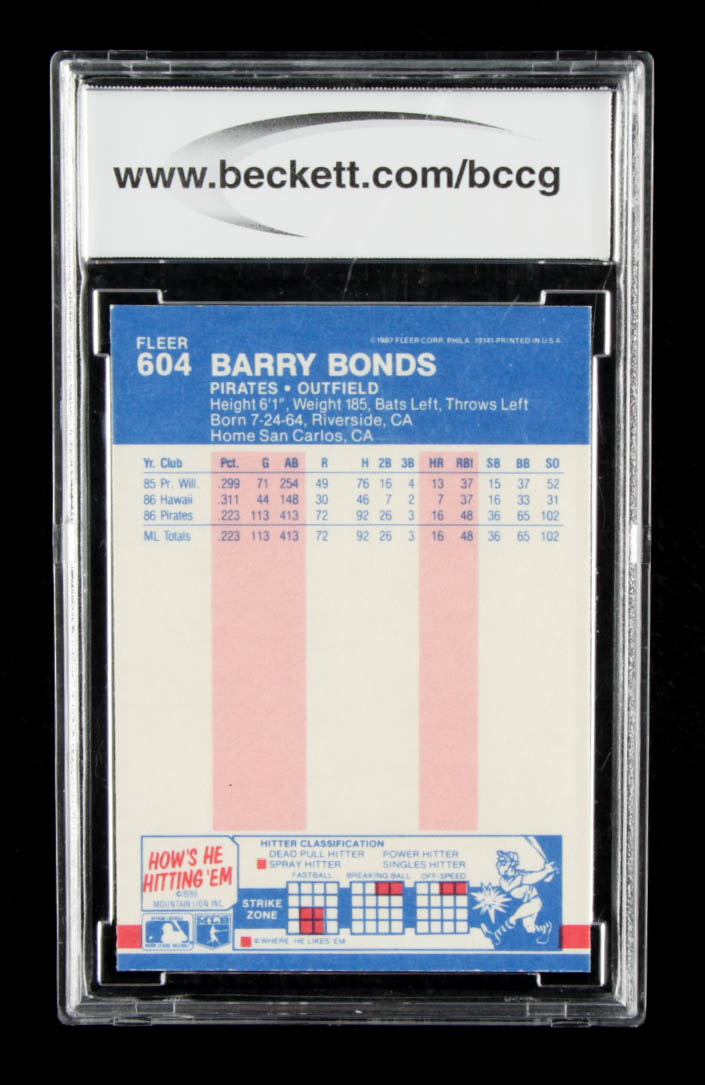 www.beckett.com/bccg
FLEER
604
©1987 FLEER CORP. PHILA. 19141-PRINTED IN U.S.A.
BARRY BONDS
PIRATES • OUTFIELD
Height 6'1", Weight 185, Bats Left, Throws Left
Born 7-24-64, Riverside, CA
Home San Carlos, CA
Yr. Club Pct. G AB R H 2B 3B HR RBI SB BB SO
85 Pr. Will. .299 71 254 49 76 16 4 13 37 15 37 52
86 Hawaii .311 44 148 30 46 7 2 7 37 16 33 31
86 Pirates .223 113 413 72 92 26 3 16 48 36 65 102
ML Totals .223 113 413 72 92 26 3 16 48 36 65 102
HOW'S HE
HITTING 'EM
©1986
MOUNTAIN LION INC.
HITTER CLASSIFICATION
DEAD PULL HITTER POWER HITTER
SPRAY HITTER SINGLES HITTER
FASTBALL BREAKING BALL OFF-SPEED
STRIKE
ZONE
= WHERE HE LIKES 'EM